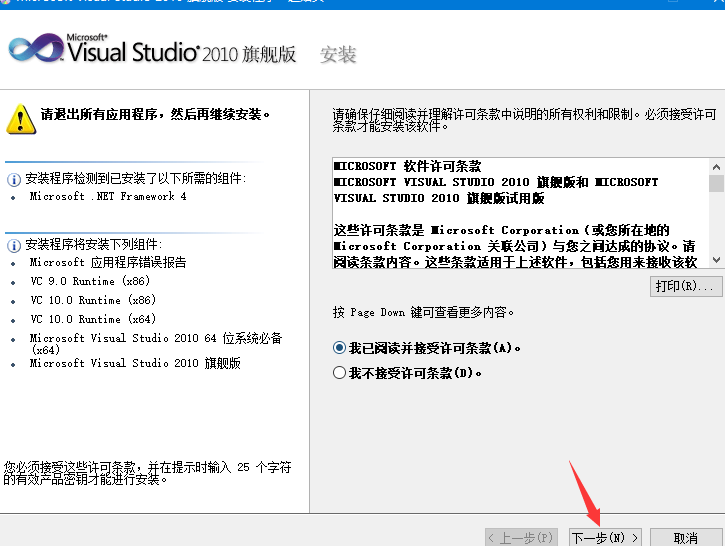 Microsoft Visual Studio 2010 旗舰版 安装程序 - 起始页
Microsoft®
Visual Studio® 2010 旗舰版 安装
请退出所有应用程序，然后再继续安装。
安装程序检测到已安装了以下所需的组件:
Microsoft .NET Framework 4
安装程序将安装下列组件:
Microsoft 应用程序错误报告
VC 9.0 Runtime (x86)
VC 10.0 Runtime (x86)
VC 10.0 Runtime (x64)
Microsoft Visual Studio 2010 64 位系统必备
(x64)
Microsoft Visual Studio 2010 旗舰版
您必须接受这些许可条款，并在提示时输入 25 个字符
的有效产品密钥才能进行安装。
请确保仔细阅读并理解许可条款中说明的所有权利和限制。必须接受许可
条款才能安装该软件。
MICROSOFT 软件许可条款
MICROSOFT VISUAL STUDIO 2010 旗舰版和 MICROSOFT
VISUAL STUDIO 2010 旗舰版试用版
这些许可条款是 Microsoft Corporation（或您所在地的
Microsoft Corporation 关联公司）与您之间达成的协议。请
阅读条款内容。这些条款适用于上述软件，包括您用来接收该软
打印(R)...
按 Page Down 键可查看更多内容。
我已阅读并接受许可条款(A)。
我不接受许可条款(D)。
< 上一步(P)
下一步(N) >
取消